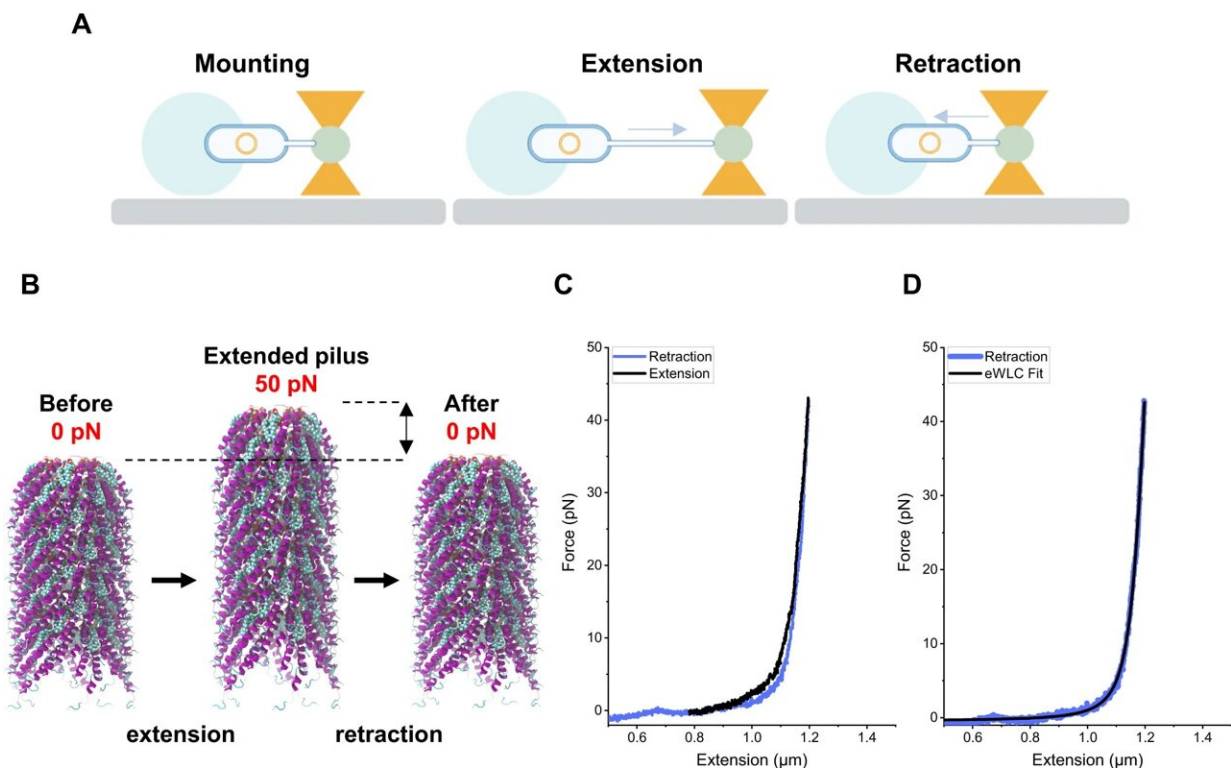 A
Mounting
Extension
Retraction
B
Before
0 pN
Extended pilus
50 pN
After
0 pN
extension
retraction
C
Retraction
Extension
50
40
30
20
10
0
Force (pN)
0.6
0.8
1.0
1.2
1.4
Extension (µm)
D
Retraction
eWLC Fit
50
40
30
20
10
0
Force (pN)
0.6
0.8
1.0
1.2
1.4
Extension (µm)